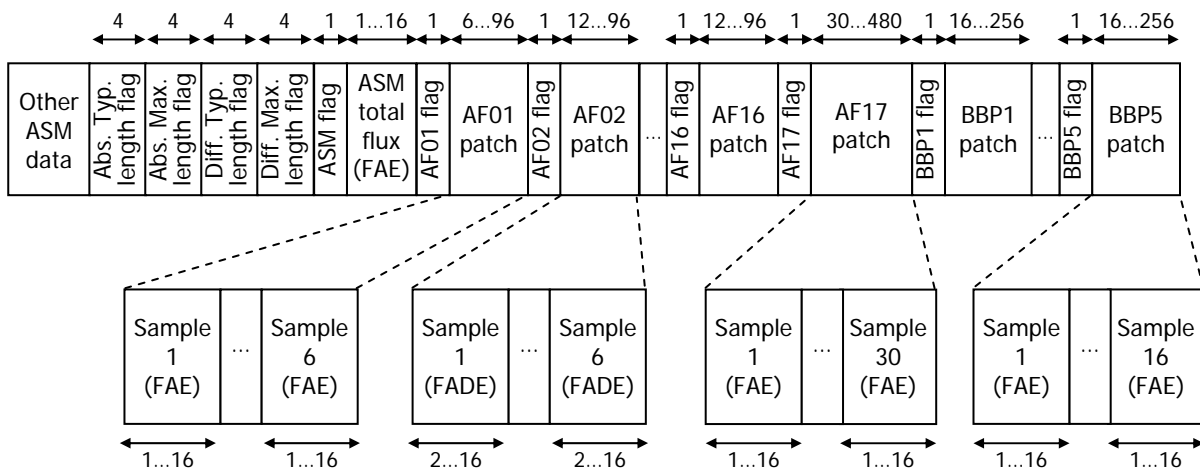 4 4 4 4 1 1...16 1 6...96 1 12...96 1 12...96 1 30...480 1 16...256 1 16...256
Other
ASM
data
Abs. Typ.
length flag
Abs. Max.
length flag
Diff. Typ.
length flag
Diff. Max.
length flag
ASM flag
ASM
total
flux
(FAE)
AF01 flag
AF01
patch
AF02 flag
AF02
patch
...
AF16 flag
AF16
patch
AF17 flag
AF17
patch
BBP1 flag
BBP1
patch
...
BBP5 flag
BBP5
patch
Sample
1
(FAE)
...
Sample
6
(FAE)
Sample
1
(FADE)
...
Sample
6
(FADE)
Sample
1
(FAE)
...
Sample
30
(FAE)
Sample
1
(FAE)
...
Sample
16
(FAE)
1...16 1...16 2...16 2...16 1...16 1...16 1...16 1...16